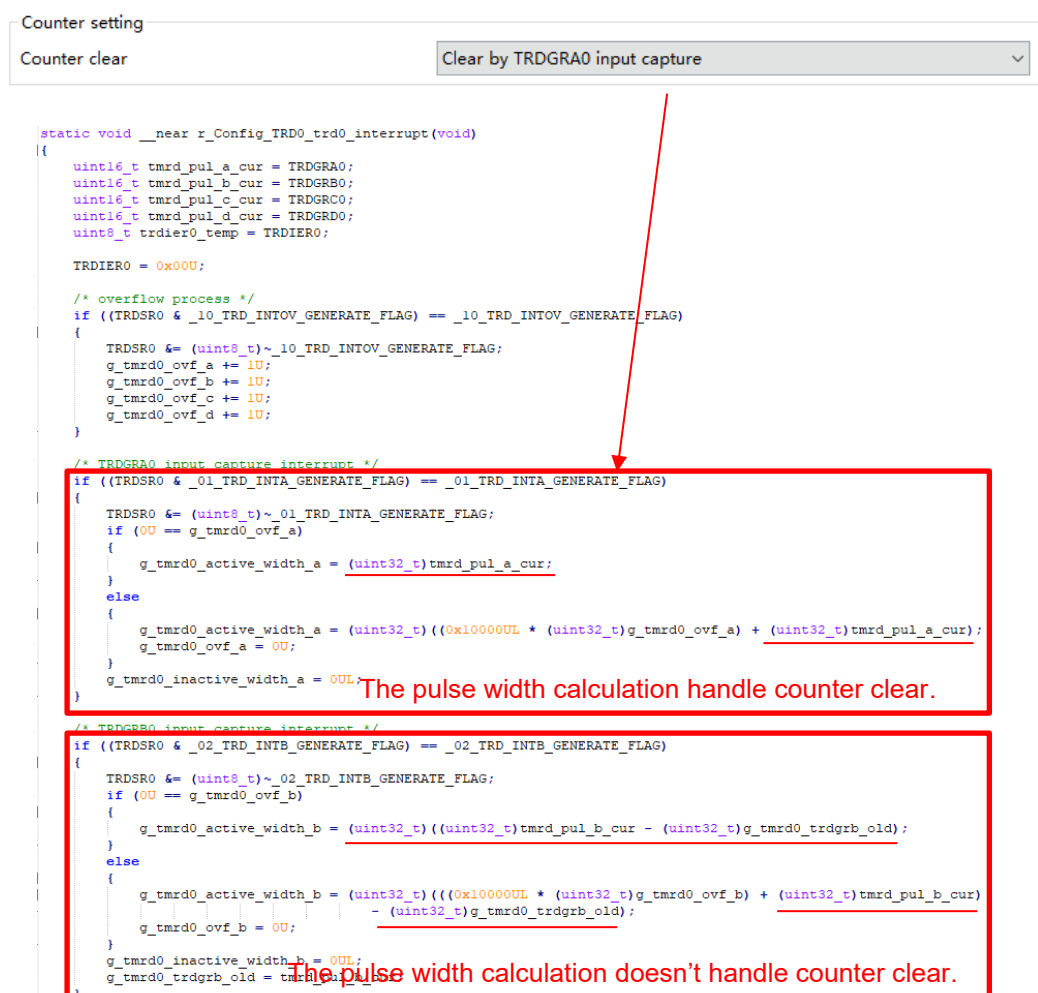 Counter setting
Counter clear
Clear by TRDGRA0 input capture
static void __near r_Config_TRD0_trd0_interrupt(void)
{
uint16_t tmrd_pul_a_cur = TRDGRA0;
uint16_t tmrd_pul_b_cur = TRDGRB0;
uint16_t tmrd_pul_c_cur = TRDGRC0;
uint16_t tmrd_pul_d_cur = TRDGRD0;
uint8_t trdier0_temp = TRDIER0;
TRDIER0 = 0x00U;
/* overflow process */
if ((TRDSR0 & _10_TRD_INTOV_GENERATE_FLAG) == _10_TRD_INTOV_GENERATE_FLAG)
{
TRDSR0 &= (uint8_t)~_10_TRD_INTOV_GENERATE_FLAG;
g_tmrd0_ovf_a += 1U;
g_tmrd0_ovf_b += 1U;
g_tmrd0_ovf_c += 1U;
g_tmrd0_ovf_d += 1U;
}
/* TRDGRA0 input capture interrupt */
if ((TRDSR0 & _01_TRD_INTA_GENERATE_FLAG) == _01_TRD_INTA_GENERATE_FLAG)
{
TRDSR0 &= (uint8_t)~_01_TRD_INTA_GENERATE_FLAG;
if (0U == g_tmrd0_ovf_a)
{
g_tmrd0_active_width_a = (uint32_t)tmrd_pul_a_cur;
}
else
{
g_tmrd0_active_width_a = (uint32_t)((0x10000UL * (uint32_t)g_tmrd0_ovf_a) + (uint32_t)tmrd_pul_a_cur);
g_tmrd0_ovf_a = 0U;
}
g_tmrd0_inactive_width_a = 0UL;
The pulse width calculation handle counter clear.
}
/* TRDGRB0 input capture interrupt */
if ((TRDSR0 & _02_TRD_INTB_GENERATE_FLAG) == _02_TRD_INTB_GENERATE_FLAG)
{
TRDSR0 &= (uint8_t)~_02_TRD_INTB_GENERATE_FLAG;
if (0U == g_tmrd0_ovf_b)
{
g_tmrd0_active_width_b = (uint32_t)((uint32_t)tmrd_pul_b_cur - (uint32_t)g_tmrd0_trdgrb_old);
}
else
{
g_tmrd0_active_width_b = (uint32_t)(((0x10000UL * (uint32_t)g_tmrd0_ovf_b) + (uint32_t)tmrd_pul_b_cur)
- (uint32_t)g_tmrd0_trdgrb_old);
g_tmrd0_ovf_b = 0U;
}
g_tmrd0_inactive_width_b = 0UL;
g_tmrd0_trdgrb_old = tmrd_pul_b_cur;
The pulse width calculation doesn't handle counter clear.
}